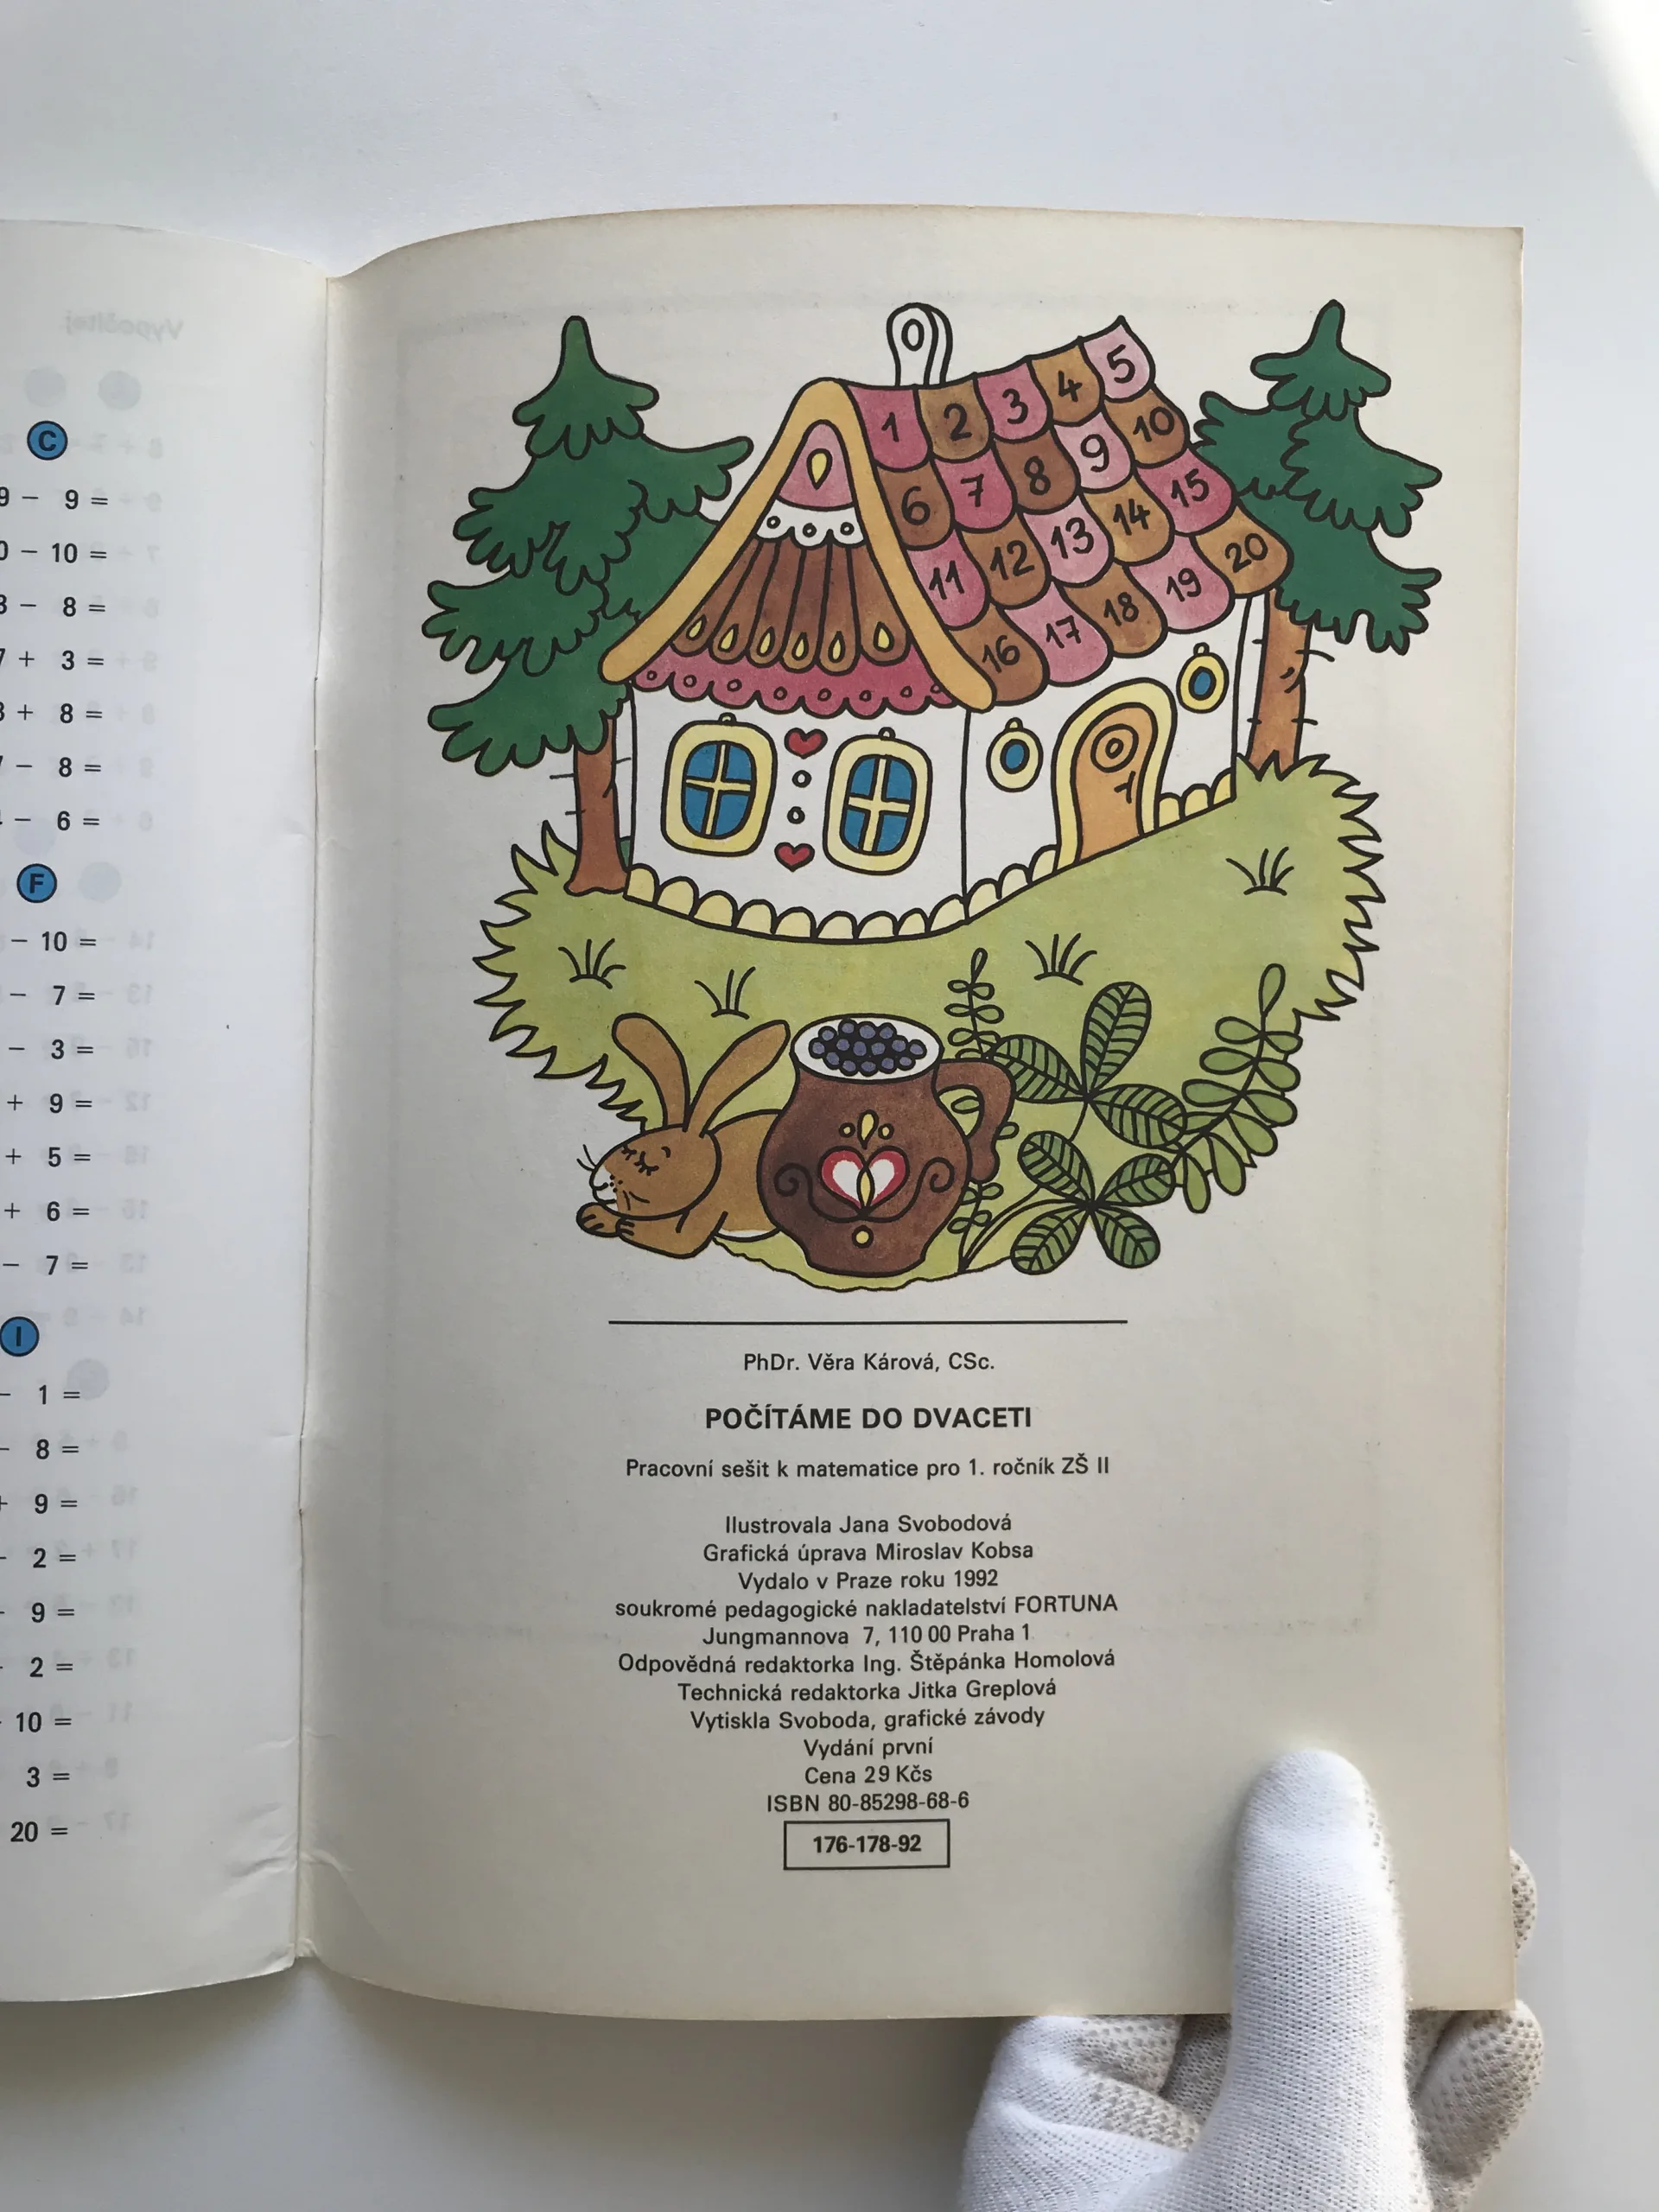 C
9 - 9 =
0 - 10 =
8 =
+ 3 =
+ 8 =
- 8 =
- 6 =
F
- 10 =
- 7 =
- 3 =
+ 9 =
+ 5 =
+ 6 =
- 7 =
I
- 1 =
8 =
9 =
2 =
9 =
2 =
10 =
3 =
20 =
0
1 2 3 4 5
6 7 8 9 10
11 12 13 14 15
16 17 18 19 20
PhDr. Věra Kárová, CSc.
POČÍTÁME DO DVACETI
Pracovní sešit k matematice pro 1. ročník ZŠ II
Ilustrovala Jana Svobodová
Grafická úprava Miroslav Kobsa
Vydalo v Praze roku 1992
soukromé pedagogické nakladatelství FORTUNA
Jungmannova 7, 110 00 Praha 1
Odpovědná redaktorka Ing. Štěpánka Homolová
Technická redaktorka Jitka Greplová
Vytiskla Svoboda, grafické závody
Vydání první
Cena 29 Kčs
ISBN 80-85298-68-6
176-178-92